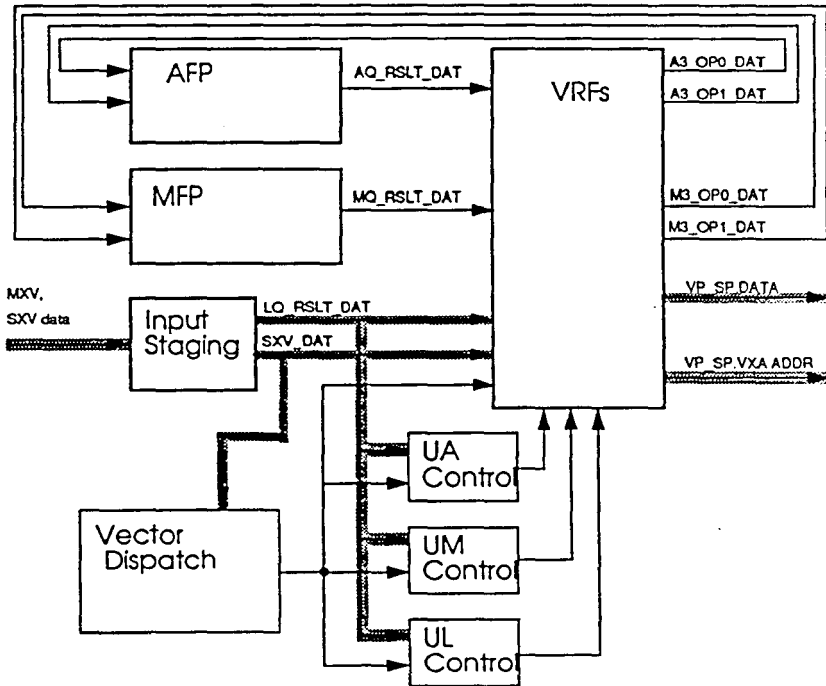 AFP
AQ_RSLT_DAT
VRFs
A3_OP0_DAT
A3_OP1_DAT
MFP
MQ_RSLT_DAT
M3_OP0_DAT
M3_OP1_DAT
MXV,
SXV data
Input
Staging
LQ_RSLT_DAT
SXV_DAT
VP_SP.DATA
VP_SP.VXA ADDR
UA
Control
Vector
Dispatch
UM
Control
UL
Control